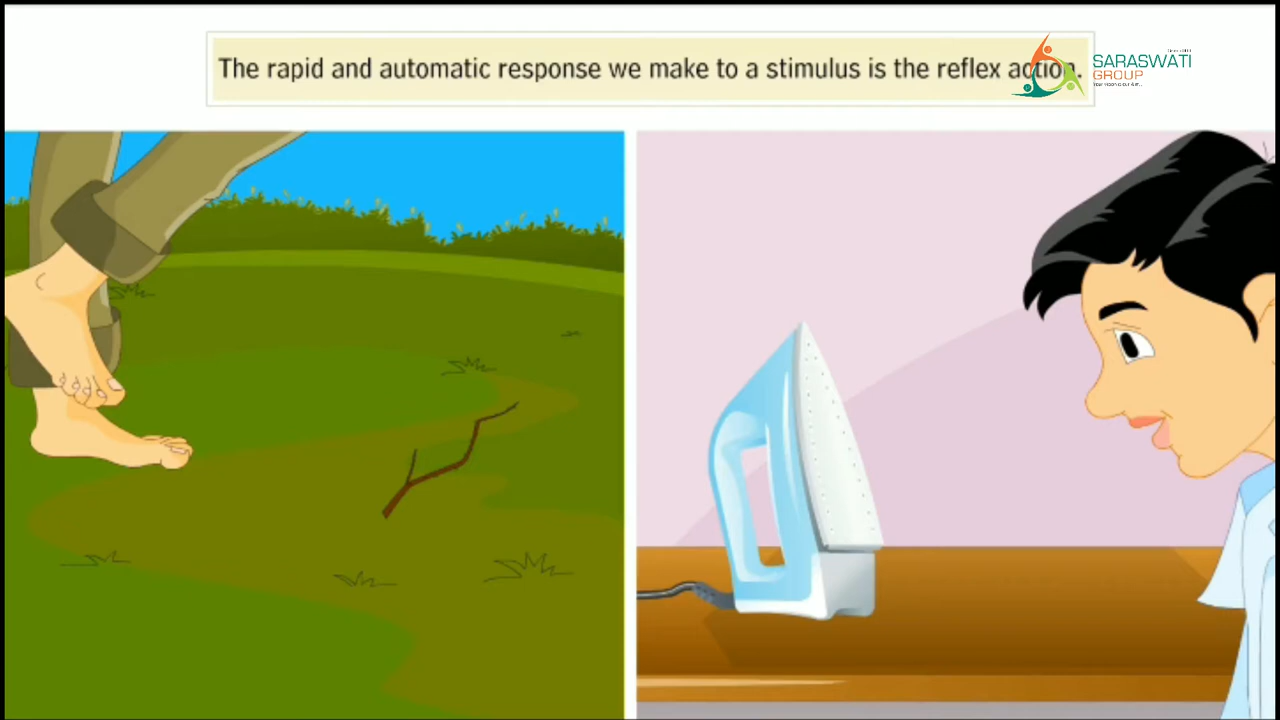 The rapid and automatic response we make to a stimulus is the reflex action.
SARASWATI
GROUP